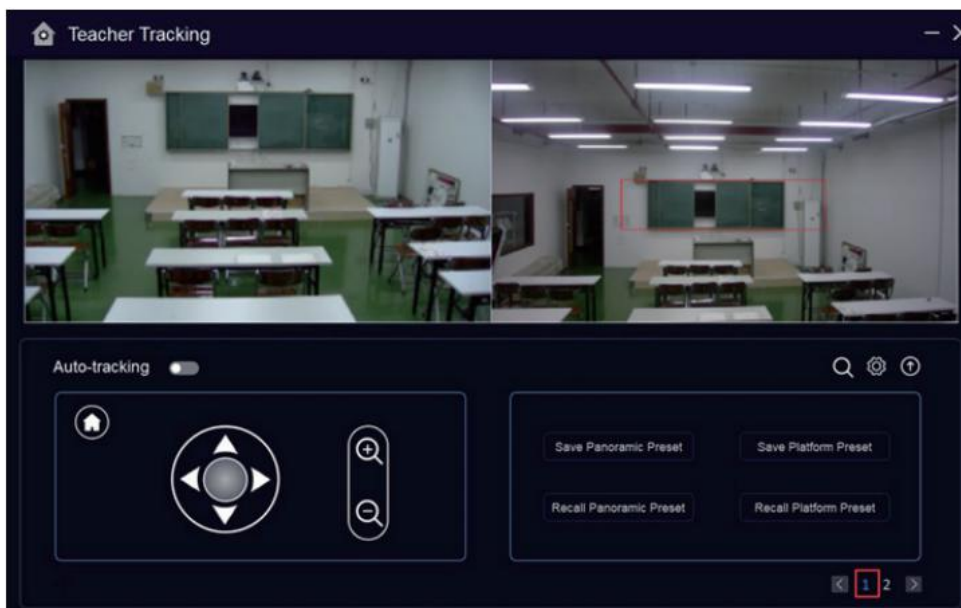 Teacher Tracking
Auto-tracking
Save Panoramic Preset
Save Platform Preset
Recall Panoramic Preset
Recall Platform Preset
1 2